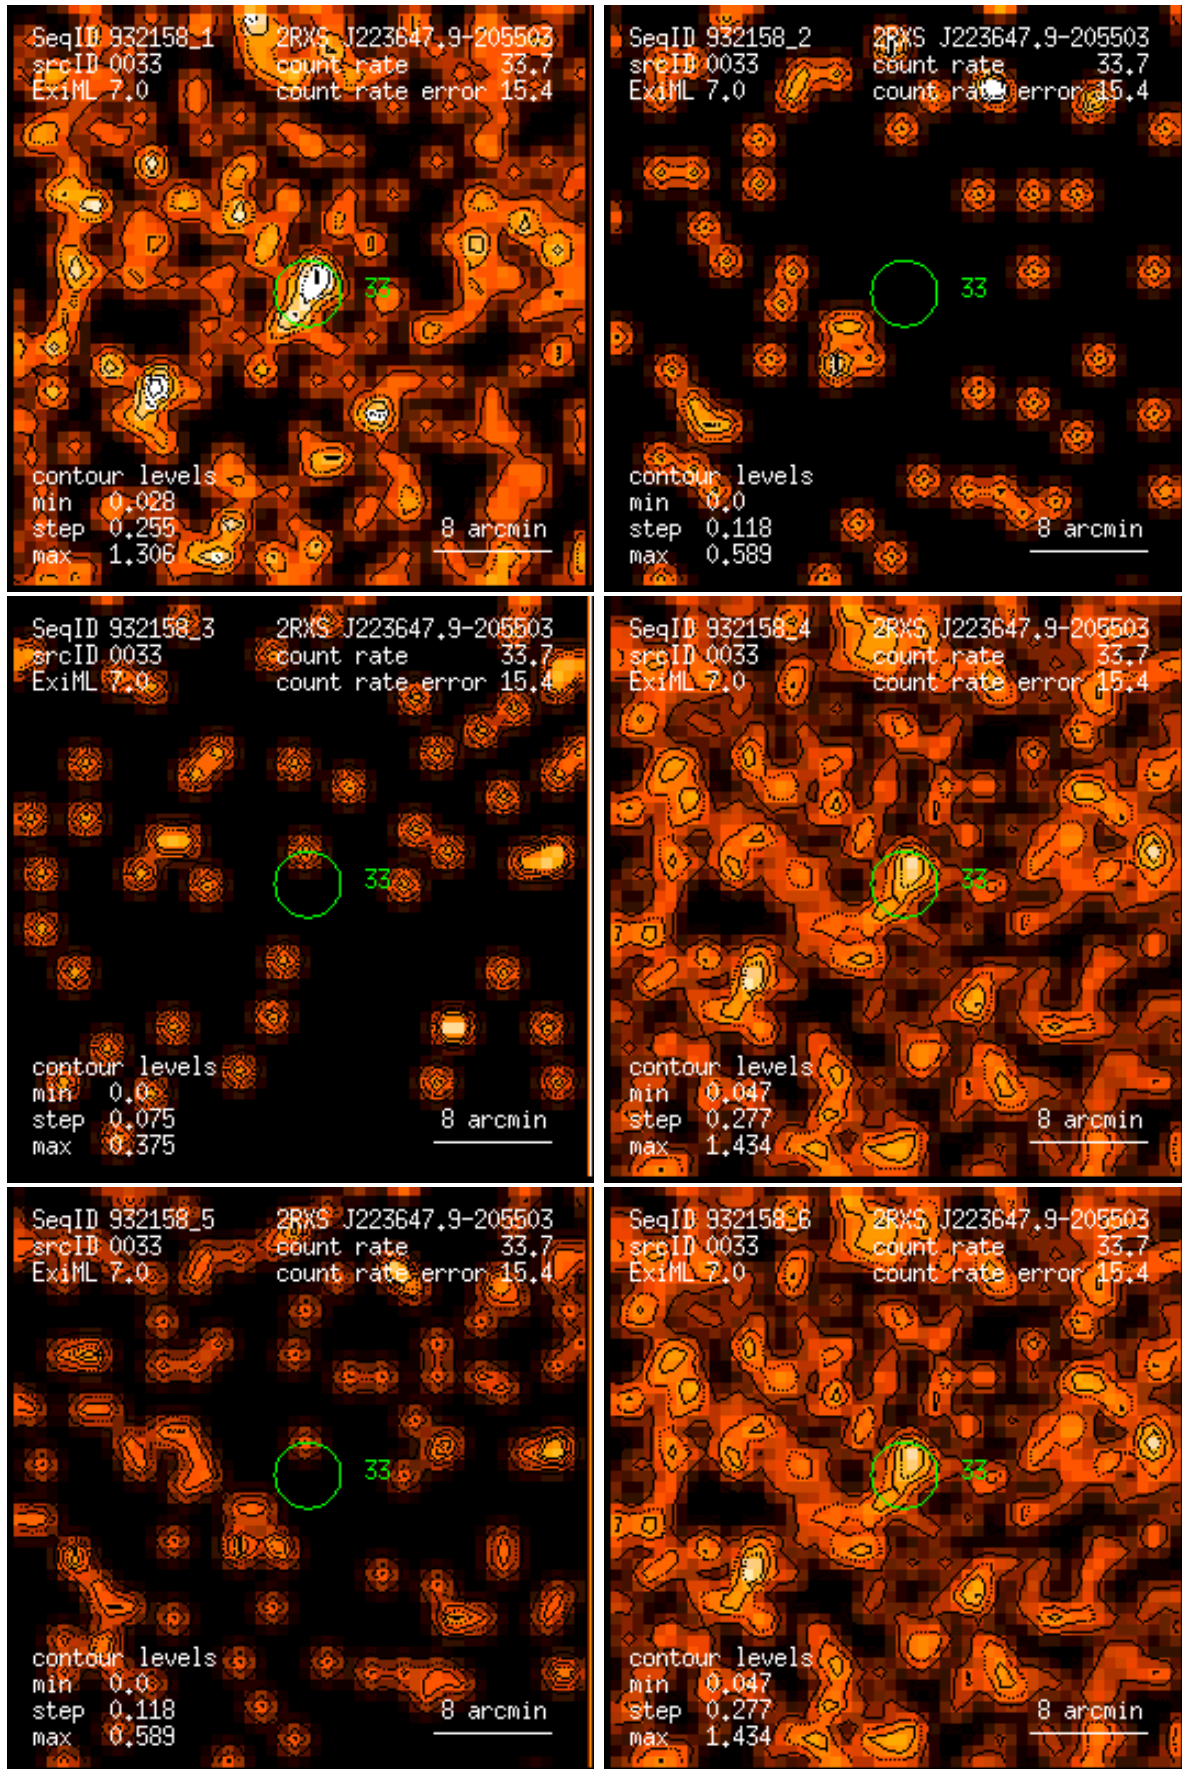 SeqID 932158_1 2RXS J223647.9-205503
srcID 0033 count rate 33.7
ExiML 7.0 count rate error 15.4
33
contour levels
min 0.028
step 0.255 8 arcmin
max 1.306
SeqID 932158_2 2RXS J223647.9-205503
srcID 0033 count rate 33.7
ExiML 7.0 count rate error 15.4
33
contour levels
min 0.0
step 0.118 8 arcmin
max 0.589
SeqID 932158_3 2RXS J223647.9-205503
srcID 0033 count rate 33.7
ExiML 7.0 count rate error 15.4
33
contour levels
min 0.0
step 0.075 8 arcmin
max 0.375
SeqID 932158_4 2RXS J223647.9-205503
srcID 0033 count rate 33.7
ExiML 7.0 count rate error 15.4
33
contour levels
min 0.047
step 0.277 8 arcmin
max 1.434
SeqID 932158_5 2RXS J223647.9-205503
srcID 0033 count rate 33.7
ExiML 7.0 count rate error 15.4
33
contour levels
min 0.0
step 0.118 8 arcmin
max 0.589
SeqID 932158_6 2RXS J223647.9-205503
srcID 0033 count rate 33.7
ExiML 7.0 count rate error 15.4
33
contour levels
min 0.047
step 0.277 8 arcmin
max 1.434